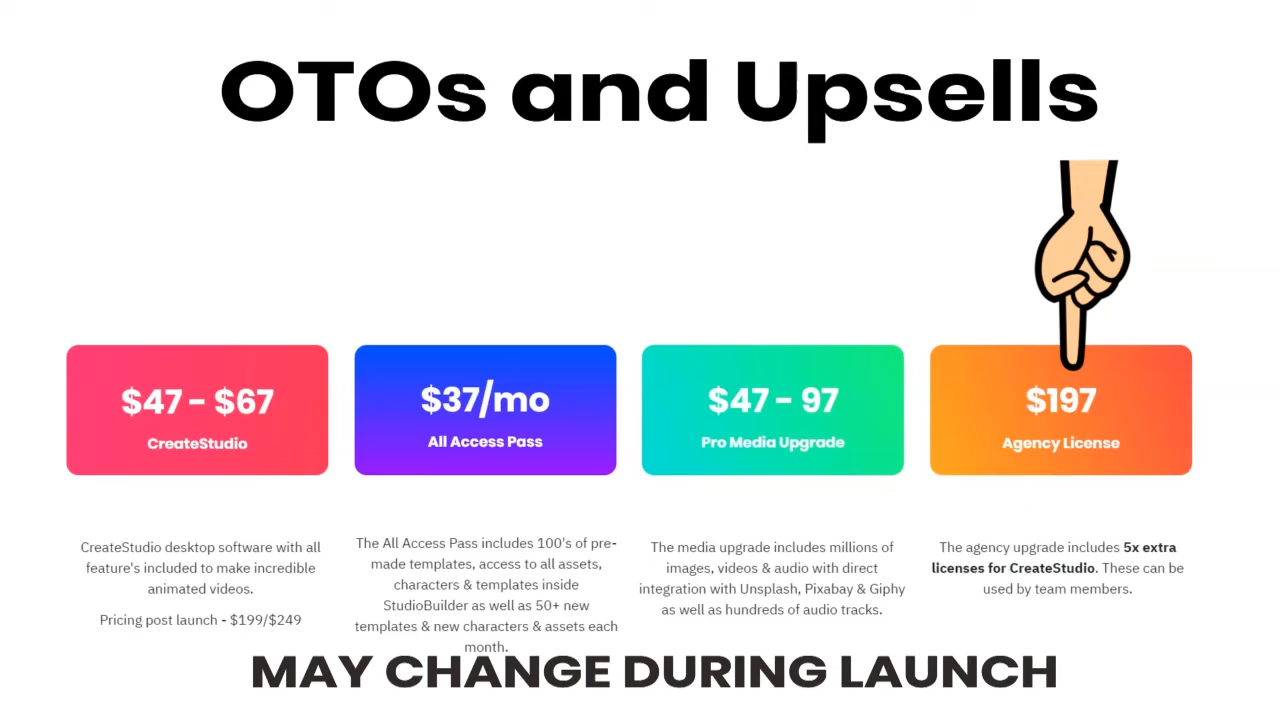 OTOs and Upsells
$47 - $67
CreateStudio
$37/mo
All Access Pass
$47 - 97
Pro Media Upgrade
$197
Agency License
CreateStudio desktop software with all
feature's included to make incredible
animated videos.
Pricing post launch - $199/$249
The All Access Pass includes 100's of pre-
made templates, access to all assets,
characters & templates inside
StudioBuilder as well as 50+ new
templates & new characters & assets each
month.
The media upgrade includes millions of
images, videos & audio with direct
integration with Unsplash, Pixabay & Giphy
as well as hundreds of audio tracks.
The agency upgrade includes 5x extra
licenses for CreateStudio. These can be
used by team members.
MAY CHANGE DURING LAUNCH